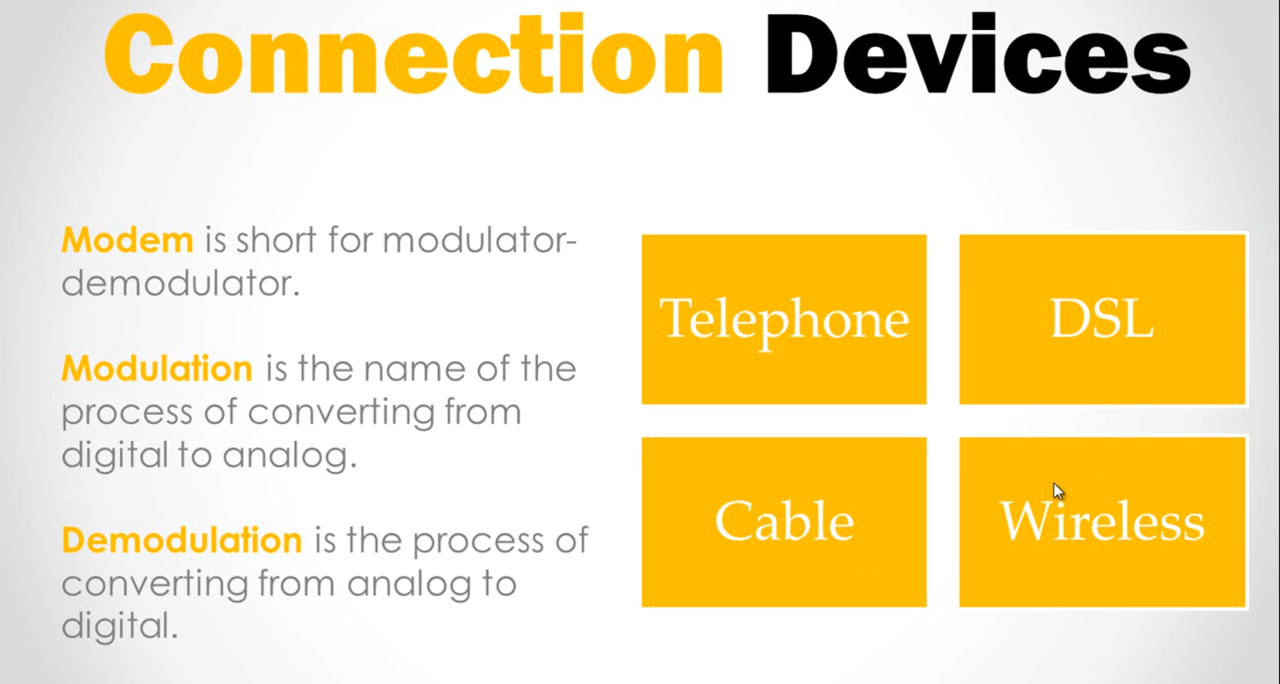 Connection Devices
Modem is short for modulator-
demodulator.
Modulation is the name of the
process of converting from
digital to analog.
Demodulation is the process of
converting from analog to
digital.
Telephone
DSL
Cable
Wireless